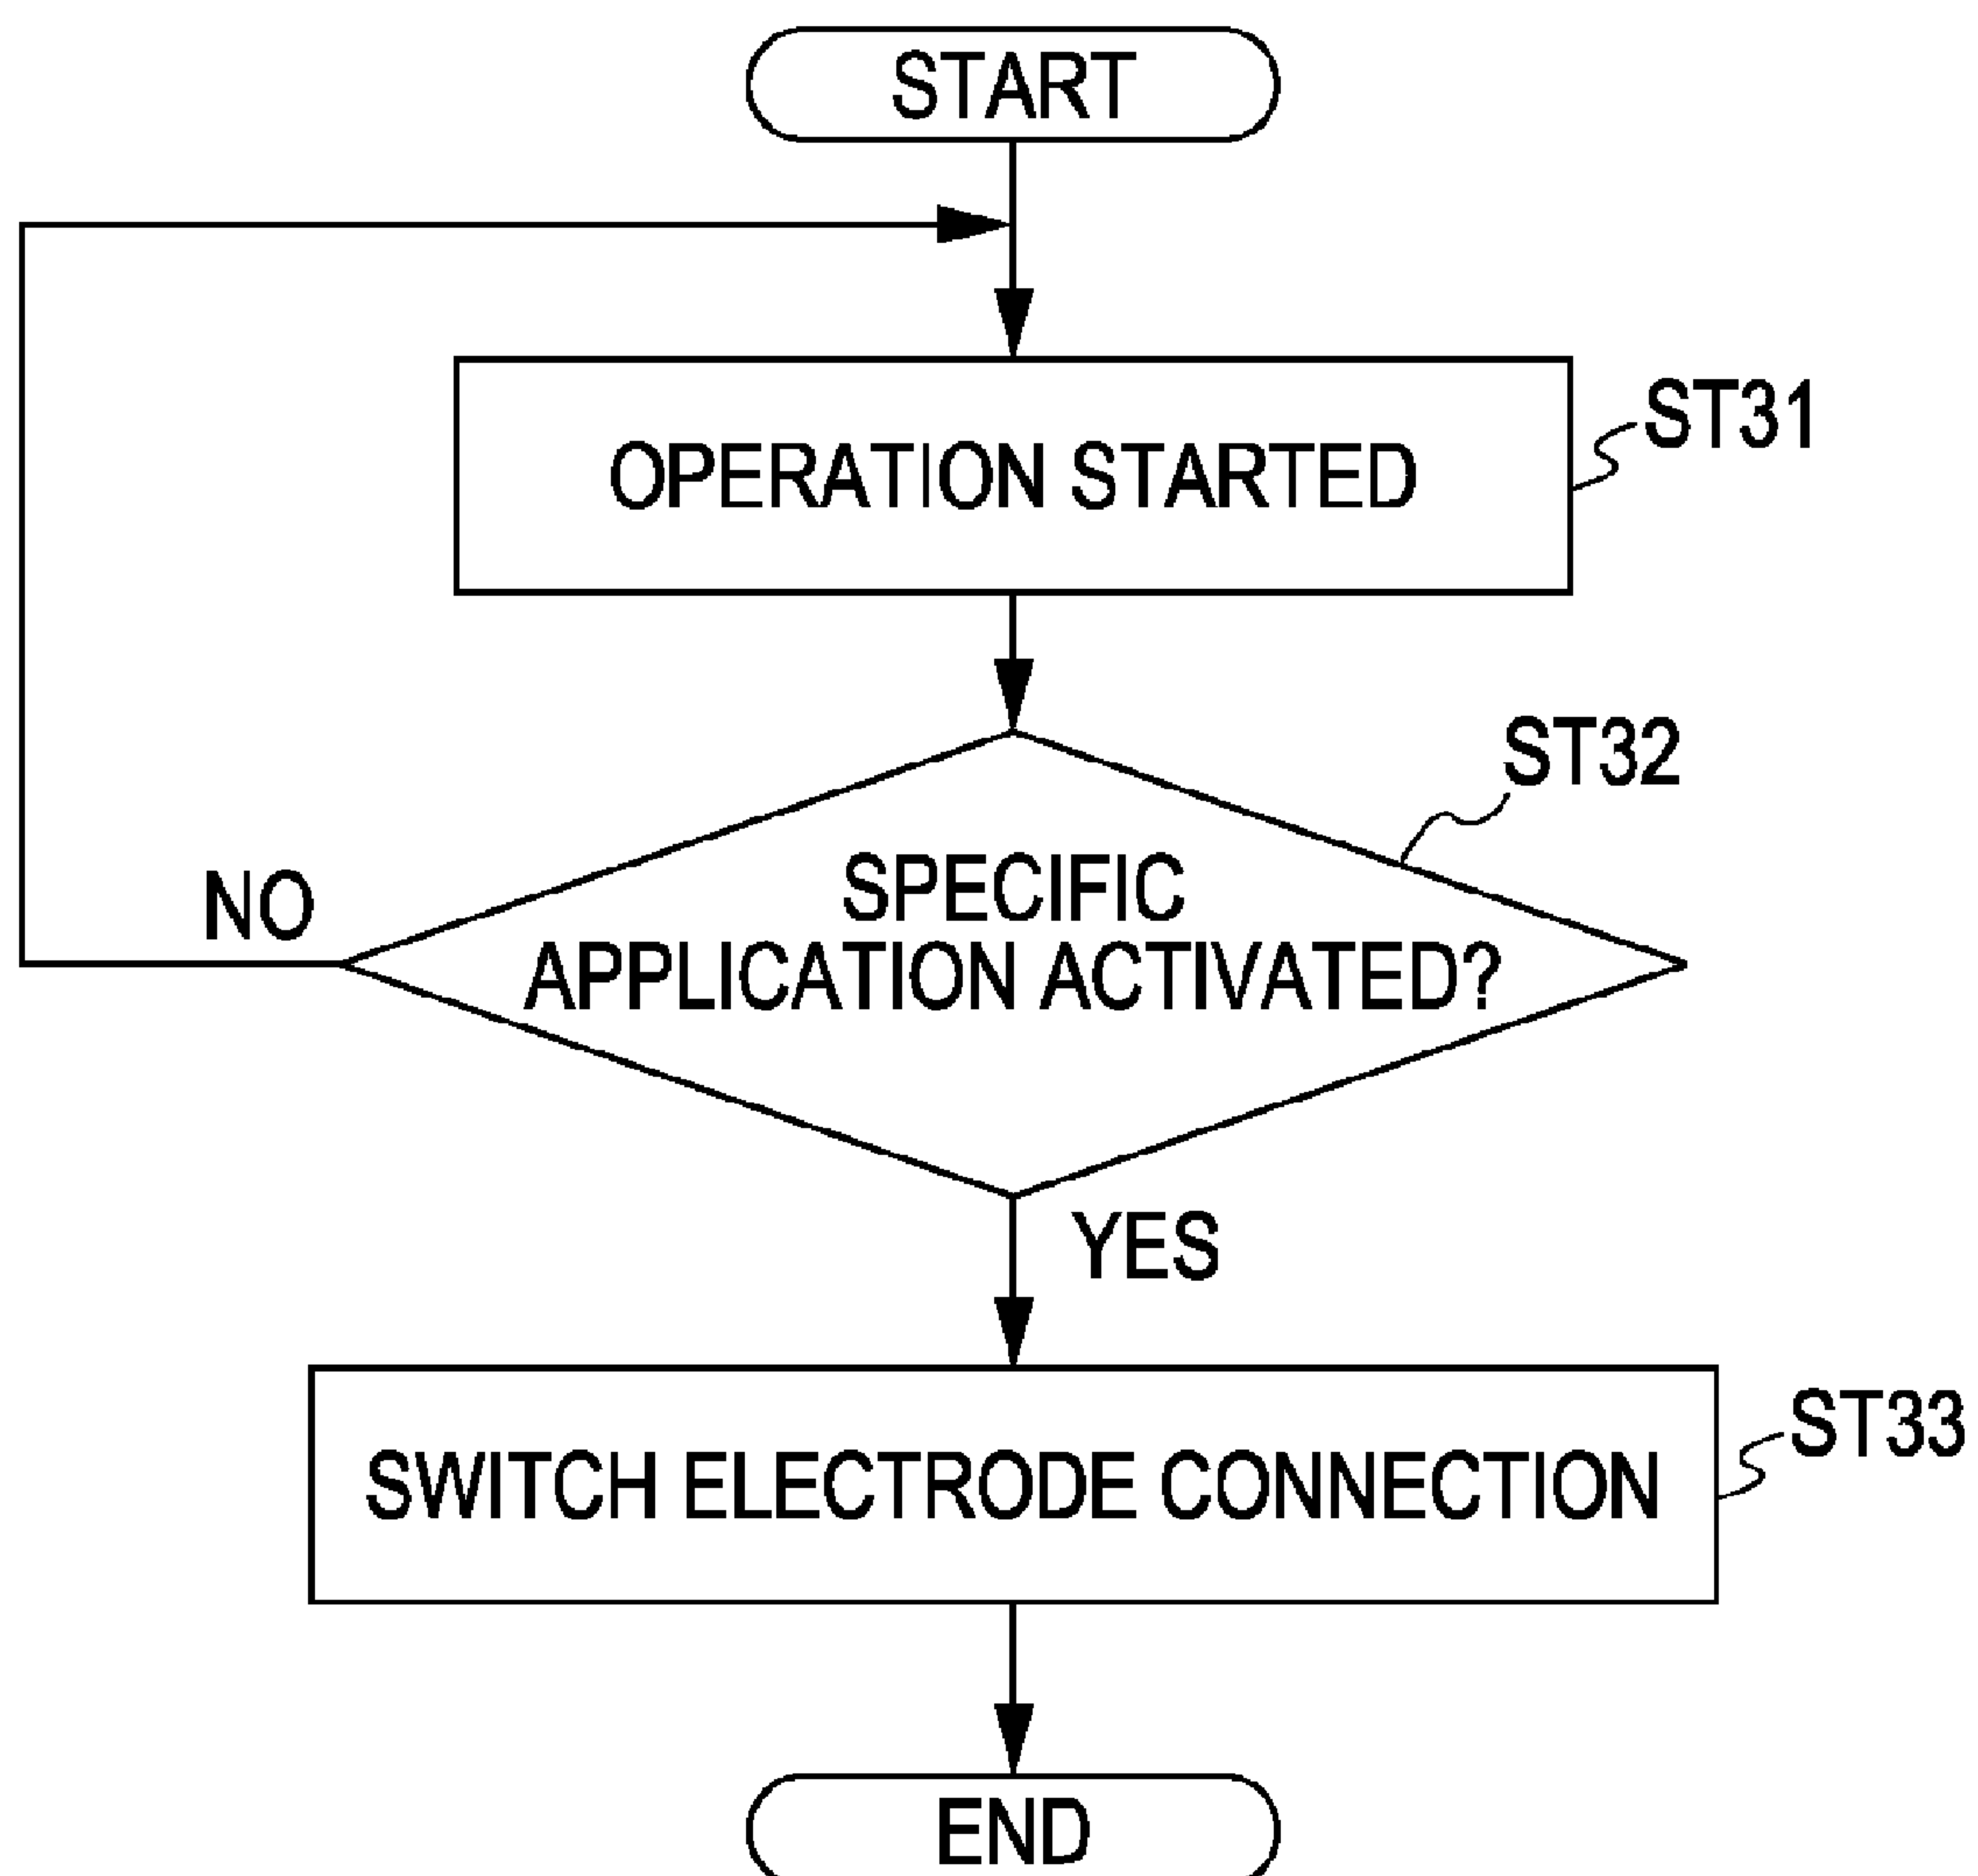 START
OPERATION STARTED
ST31
ST32
SPECIFIC
APPLICATION ACTIVATED?
NO
YES
SWITCH ELECTRODE CONNECTION
ST33
END